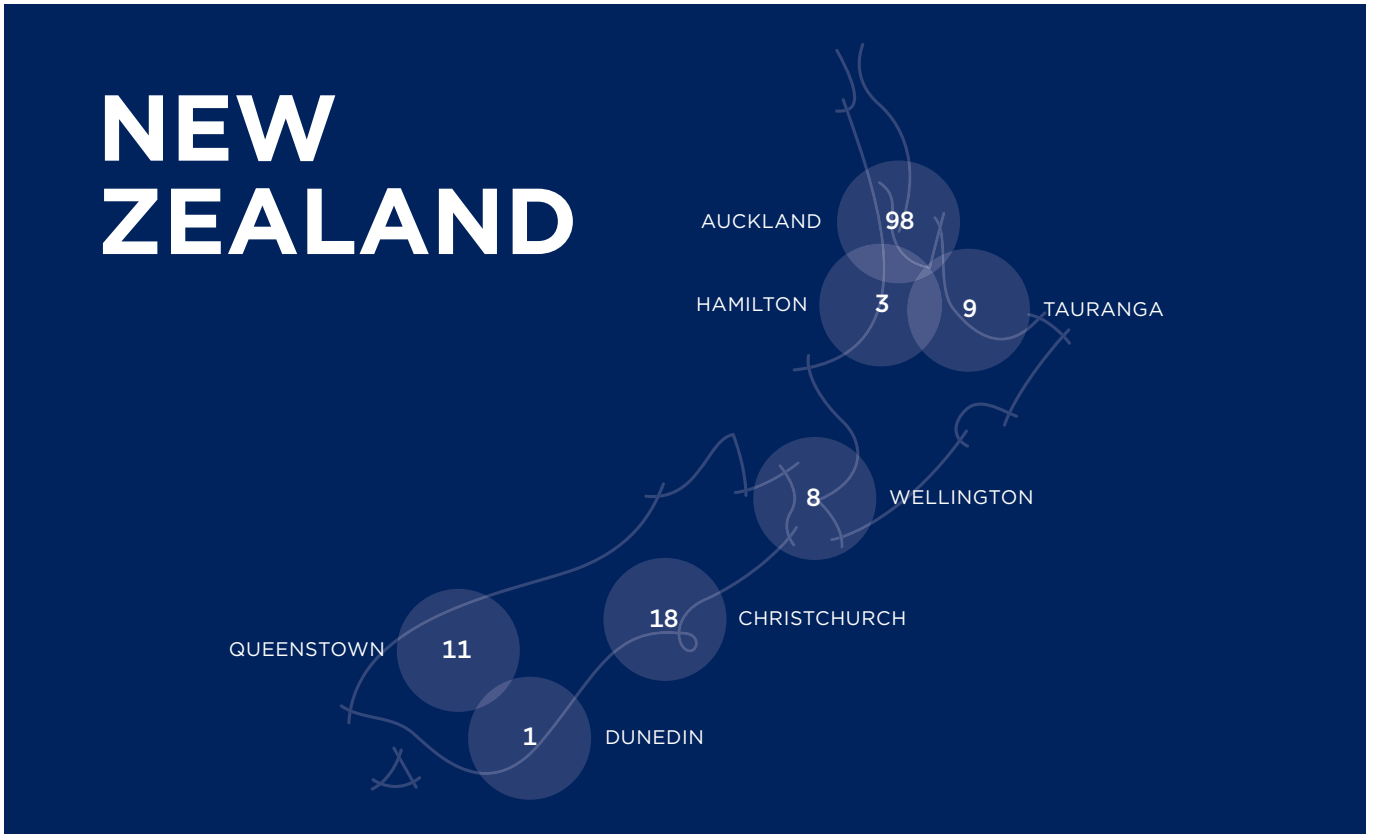 NEW
ZEALAND
AUCKLAND 98
HAMILTON 3
9 TAURANGA
8 WELLINGTON
18 CHRISTCHURCH
QUEENSTOWN 11
1 DUNEDIN